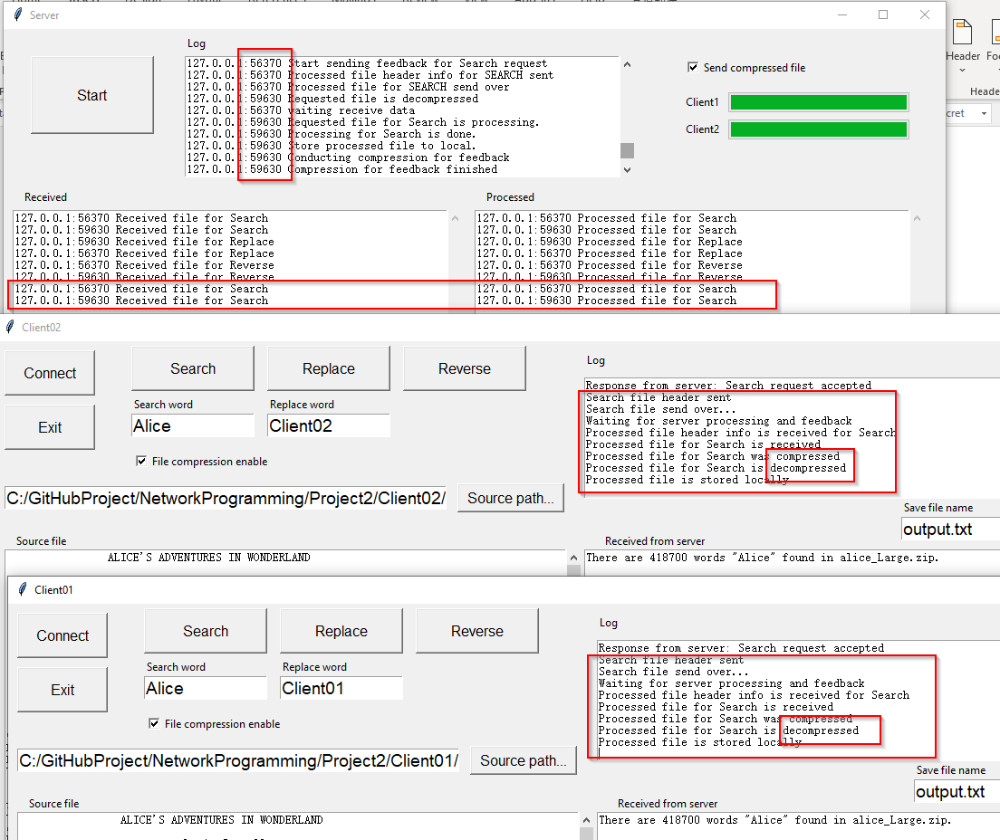 Server
Log
Start
127.0.0.1:56370 Start sending feedback for Search request
127.0.0.1:56370 Processed file header info for SEARCH sent
127.0.0.1:56370 Processed file for SEARCH send over
127.0.0.1:59630 Requested file is decompressed
127.0.0.1:56370 waiting receive data
127.0.0.1:59630 Requested file for Search is processing.
127.0.0.1:59630 Processing for Search is done.
127.0.0.1:59630 Store processed file to local.
127.0.0.1:59630 Conducting compression for feedback
127.0.0.1:59630 Compression for feedback finished
Send compressed file
Client1
Client2
Header
Header
cret
Received
127.0.0.1:56370 Received file for Search
127.0.0.1:59630 Received file for Search
127.0.0.1:59630 Received file for Replace
127.0.0.1:56370 Received file for Replace
127.0.0.1:56370 Received file for Reverse
127.0.0.1:59630 Received file for Reverse
127.0.0.1:56370 Received file for Search
127.0.0.1:59630 Received file for Search
Processed
127.0.0.1:56370 Processed file for Search
127.0.0.1:59630 Processed file for Search
127.0.0.1:59630 Processed file for Replace
127.0.0.1:56370 Processed file for Replace
127.0.0.1:56370 Processed file for Reverse
127.0.0.1:59630 Processed file for Reverse
127.0.0.1:56370 Processed file for Search
127.0.0.1:59630 Processed file for Search
Client02
Connect
Search
Replace
Reverse
Exit
Search word
Replace word
Alice
Client02
File compression enable
C:/GitHubProject/NetworkProgramming/Project2/Client02/
Source path...
Log
Response from server: Search request accepted
Search file header sent
Search file send over...
Waiting for server processing and feedback
Processed file header info is received for Search
Processed file for Search is received
Processed file for Search was compressed
Processed file for Search is decompressed
Processed file is stored locally
Save file name
output.txt
Source file
ALICE'S ADVENTURES IN WONDERLAND
Received from server
There are 418700 words "Alice" found in alice_Large.zip.
Client01
Connect
Search
Replace
Reverse
Exit
Search word
Replace word
Alice
Client01
File compression enable
C:/GitHubProject/NetworkProgramming/Project2/Client01/
Source path...
Log
Response from server: Search request accepted
Search file header sent
Search file send over...
Waiting for server processing and feedback
Processed file header info is received for Search
Processed file for Search is received
Processed file for Search was compressed
Processed file for Search is decompressed
Processed file is stored locally
Save file name
output.txt
Source file
ALICE'S ADVENTURES IN WONDERLAND
Received from server
There are 418700 words "Alice" found in alice_Large.zip.